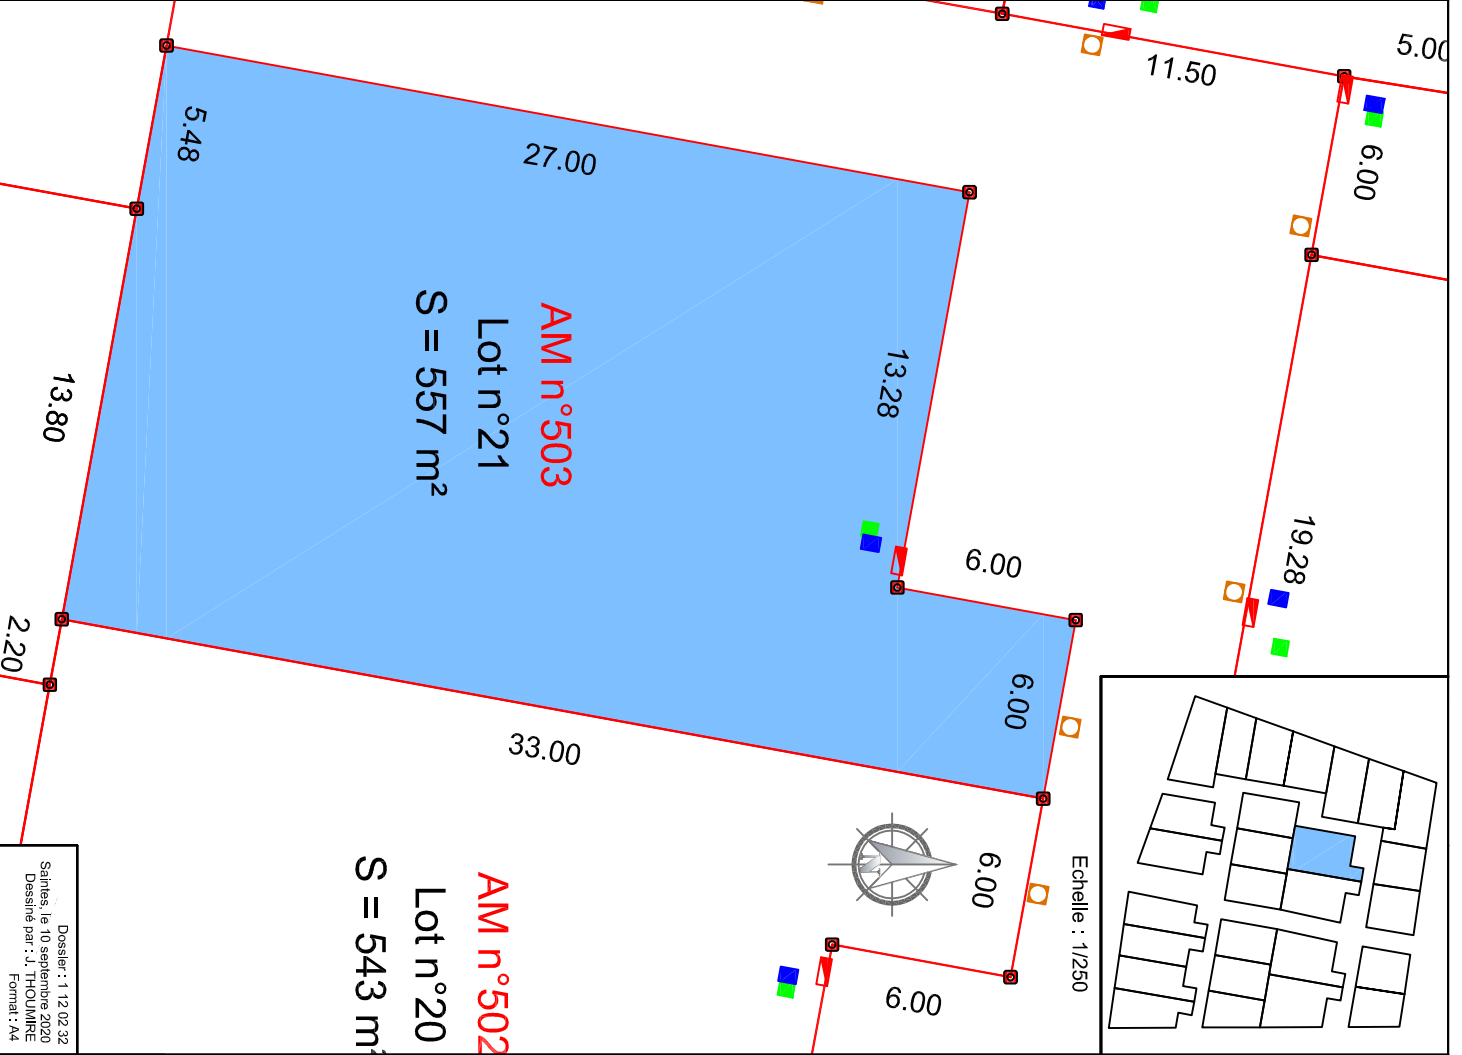 5.00
11.50
6.00
5.48
27.00
13.28
AM n°503
Lot n°21
S = 557 m²
13.80
6.00
19.28
2.20
6.00
33.00
6.00
6.00
AM n°502
Lot n°20
S = 543 m²
Echelle : 1/250
Dossier : 1 12 02 32
Saintes, le 10 septembre 2020
Dessiné par : J. THOUMIRE
Format : A4